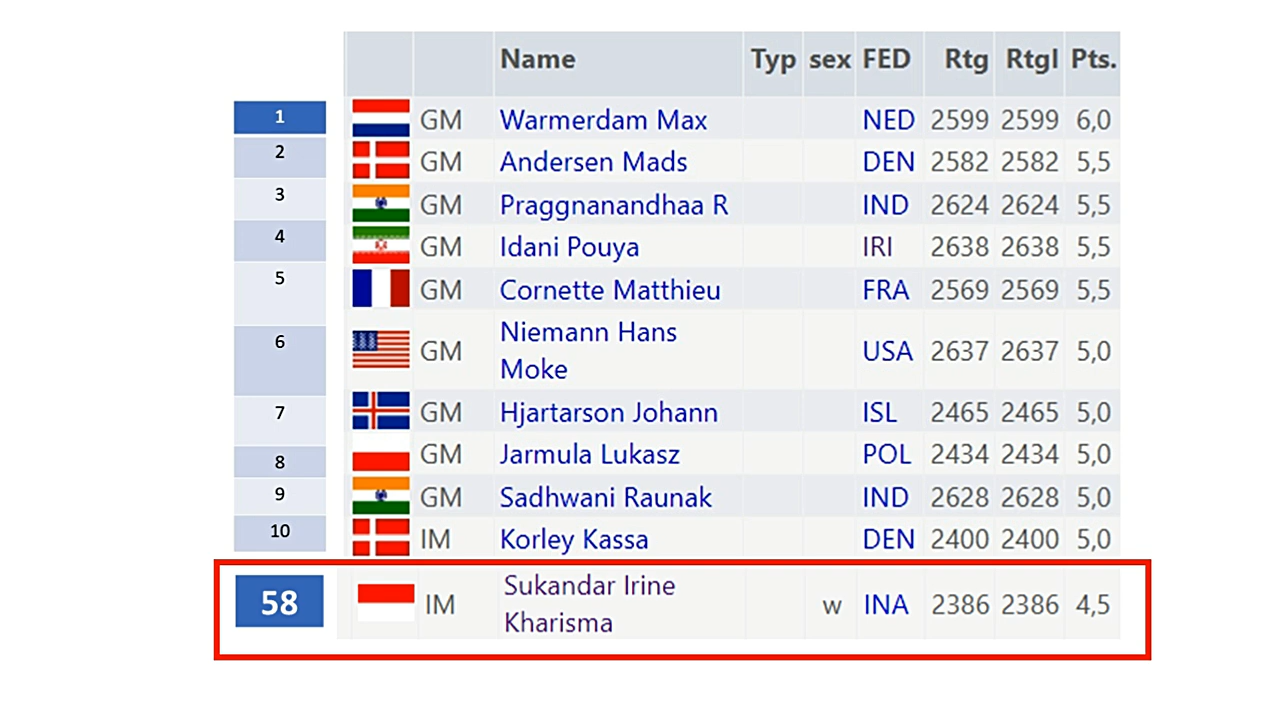 Name Typ sex FED Rtg RtgI Pts.
1 GM Warmerdam Max NED 2599 2599 6,0
2 GM Andersen Mads DEN 2582 2582 5,5
3 GM Praggnanandhaa R IND 2624 2624 5,5
4 GM Idani Pouya IRI 2638 2638 5,5
5 GM Cornette Matthieu FRA 2569 2569 5,5
6 GM Niemann Hans
Moke USA 2637 2637 5,0
7 GM Hjartarson Johann ISL 2465 2465 5,0
8 GM Jarmula Lukasz POL 2434 2434 5,0
9 GM Sadhwani Raunak IND 2628 2628 5,0
10 IM Korley Kassa DEN 2400 2400 5,0
58 IM Sukandar Irine
Kharisma w INA 2386 2386 4,5